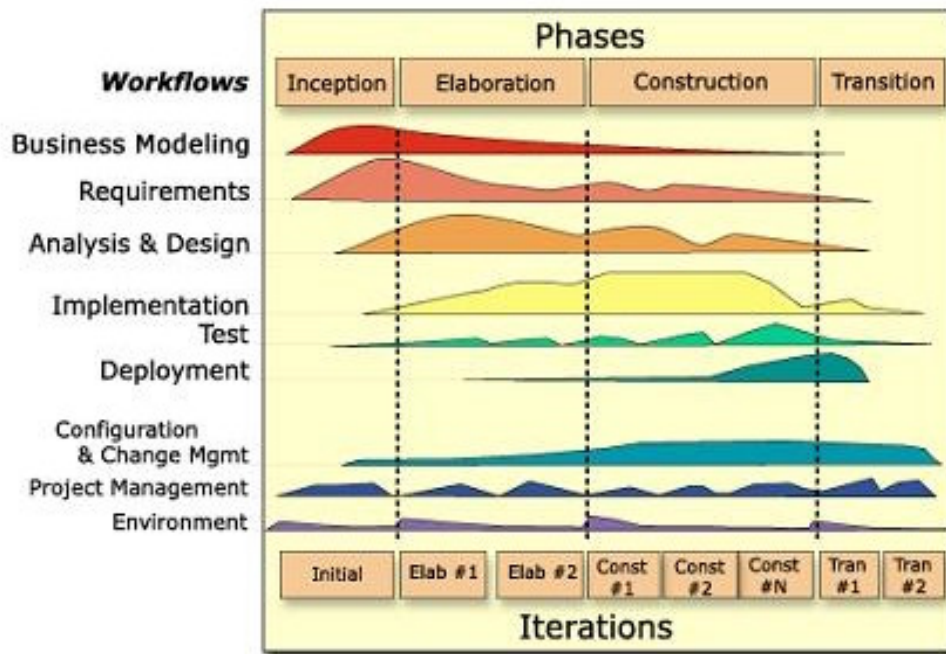 Phases
Workflows
Inception
Elaboration
Construction
Transition
Business Modeling
Requirements
Analysis & Design
Implementation
Test
Deployment
Configuration
& Change Mgmt
Project Management
Environment
Initial
Elab #1
Elab #2
Const
#1
Const
#2
Const
#N
Tran
#1
Tran
#2
Iterations